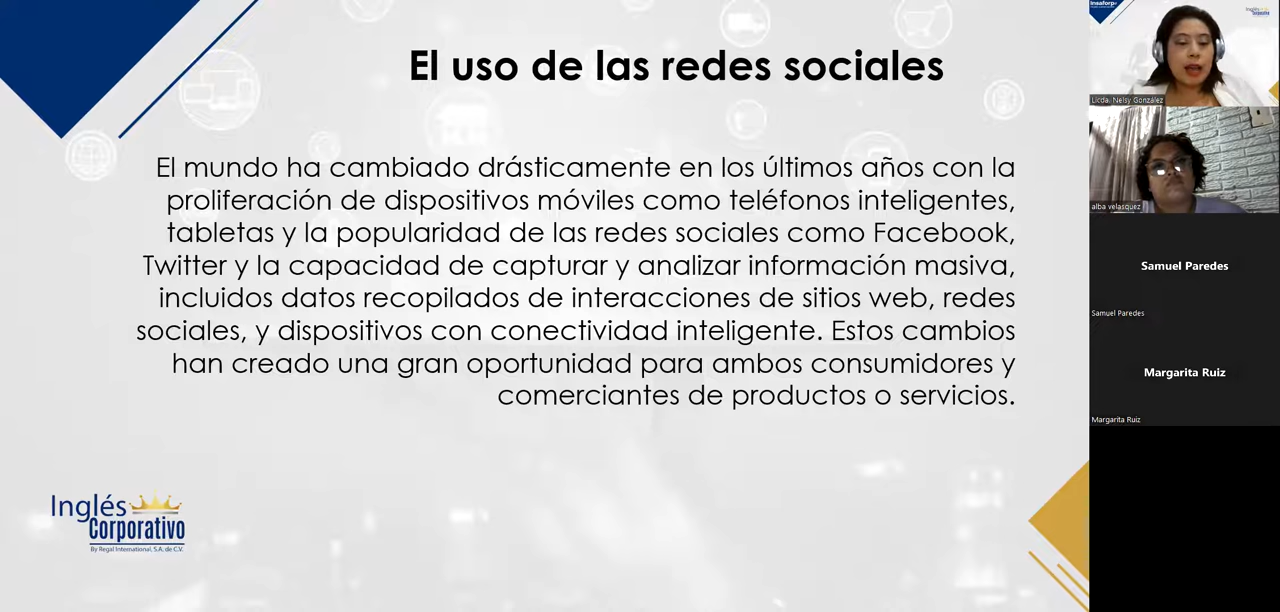 El uso de las redes sociales
El mundo ha cambiado drásticamente en los últimos años con la
proliferación de dispositivos móviles como teléfonos inteligentes,
tabletas y la popularidad de las redes sociales como Facebook,
Twitter y la capacidad de capturar y analizar información masiva,
incluidos datos recopilados de interacciones de sitios web, redes
sociales, y dispositivos con conectividad inteligente. Estos cambios
han creado una gran oportunidad para ambos consumidores y
comerciantes de productos o servicios.
Inglés
Corporativo
By Regal International, S.A. de C.V.
Insaforp
Licda. Nelsy González
alba velasquez
Samuel Paredes
Samuel Paredes
Margarita Ruiz
Margarita Ruiz